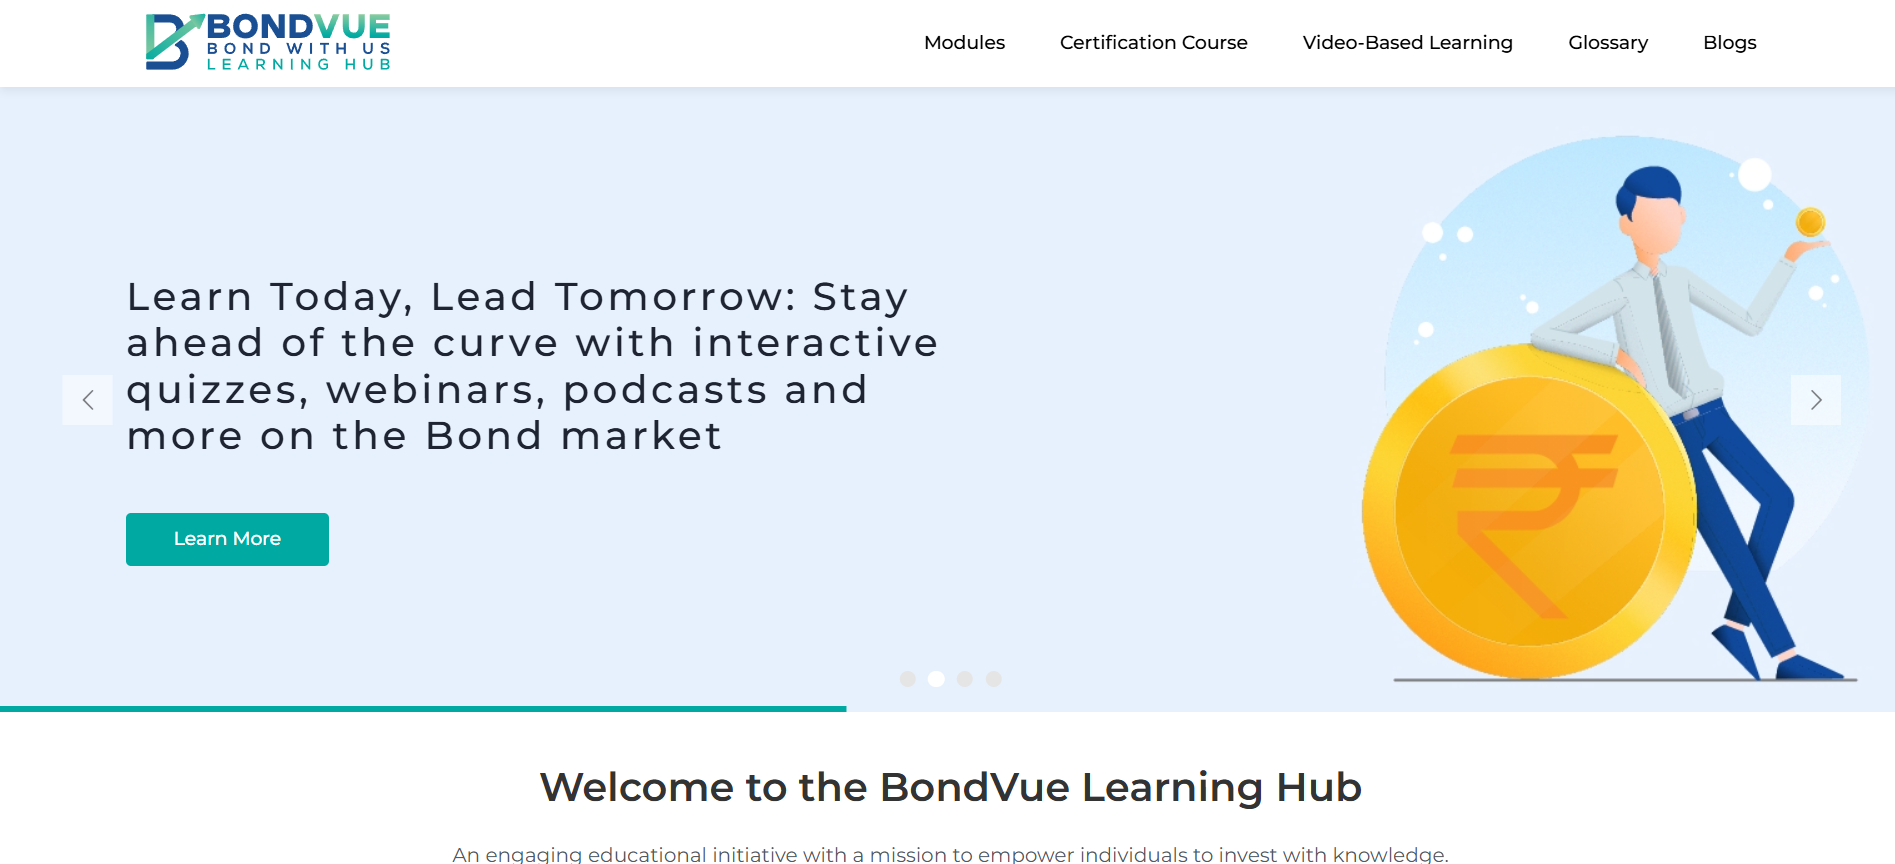 BONDVUE
BOND WITH US
LEARNING HUB
Modules
Certification Course
Video-Based Learning
Glossary
Blogs
Learn Today, Lead Tomorrow: Stay
ahead of the curve with interactive
quizzes, webinars, podcasts and
more on the Bond market
Learn More
₹
Welcome to the BondVue Learning Hub
An engaging educational initiative with a mission to empower individuals to invest with knowledge.